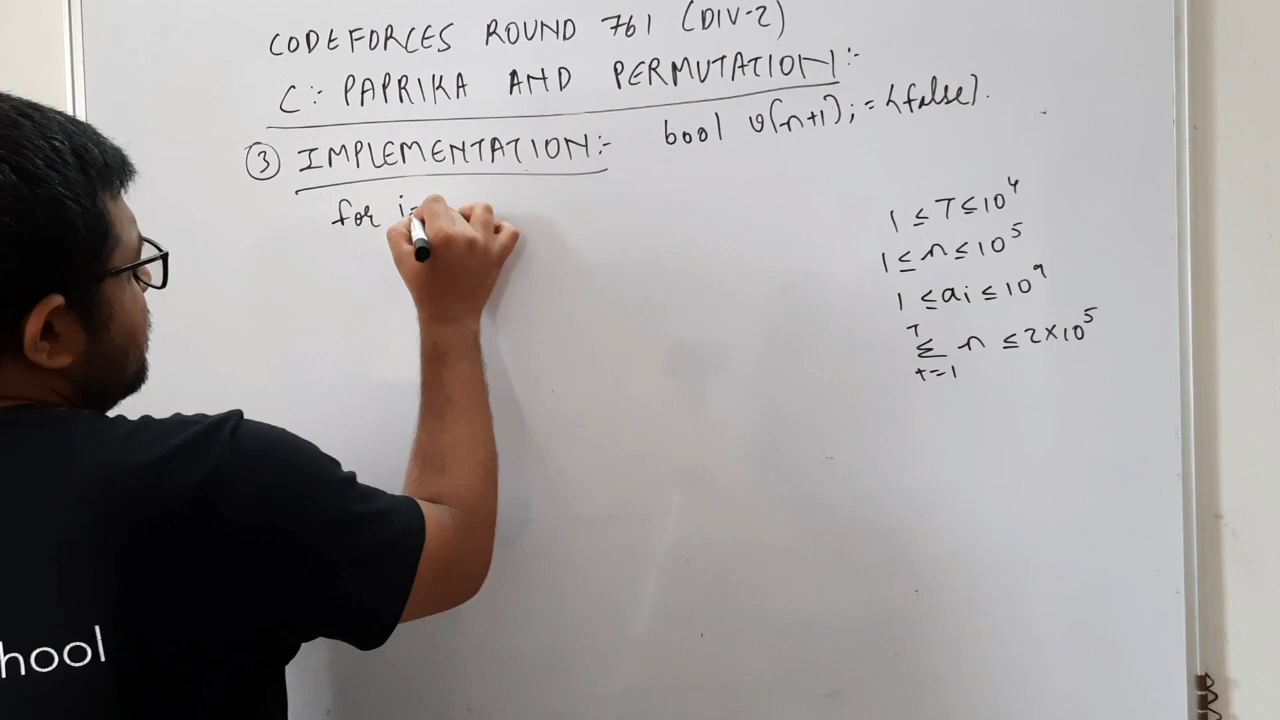 CODEFORCES ROUND 761 (DIV-2)
C:- PAPRIKA AND PERMUTATION:-
③ IMPLEMENTATION:- bool v[n+1]; = {false}.
for i=
1 ≤ T ≤ 10^4
1 ≤ n ≤ 10^5
1 ≤ ai ≤ 10^9
T
Σ n ≤ 2×10^5
t=1
hool